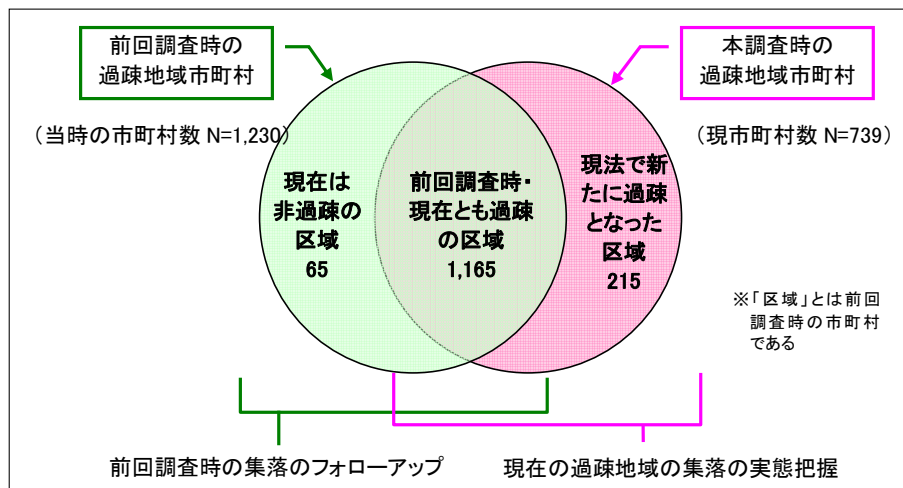 前回調査時の
過疎地域市町村
(当時の市町村数 N=1,230)
本調査時の
過疎地域市町村
(現市町村数 N=739)
現在は
非過疎の
区域
65
前回調査時・
現在とも過疎
の区域
1,165
現法で新
たに過疎
となった
区域
215
※「区域」とは前回
調査時の市町村
である
前回調査時の集落のフォローアップ
現在の過疎地域の集落の実態把握